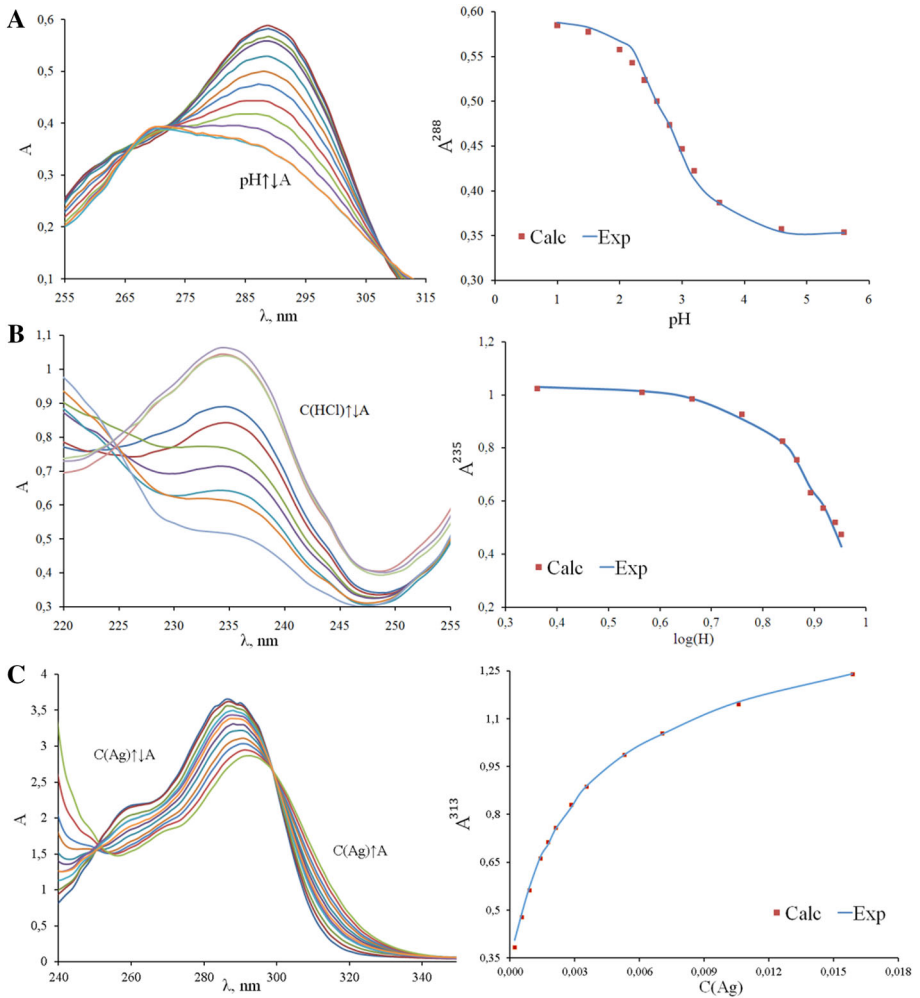 A
0,6
0,5
0,4
0,3
0,2
0,1
A
pH↑↓A
255 265 275 285 295 305 315
λ, nm
0,60
0,55
0,50
0,45
0,40
0,35
0,30
A²⁸⁸
Calc Exp
0 1 2 3 4 5 6
pH
B
1,1
1
0,9
0,8
0,7
0,6
0,5
0,4
0,3
A
C(HCl)↑↓A
220 225 230 235 240 245 250 255
λ, nm
1,2
1
0,8
0,6
0,4
0,2
A²³⁵
Calc Exp
0,3 0,4 0,5 0,6 0,7 0,8 0,9 1
log(H)
C
4
3,5
3
2,5
2
1,5
1
0,5
0
A
C(Ag)↑↓A
C(Ag)↑A
240 260 280 300 320 340
λ, nm
1,25
1,1
0,95
0,8
0,65
0,5
0,35
A³¹³
Calc Exp
0,000 0,003 0,006 0,009 0,012 0,015 0,018
C(Ag)